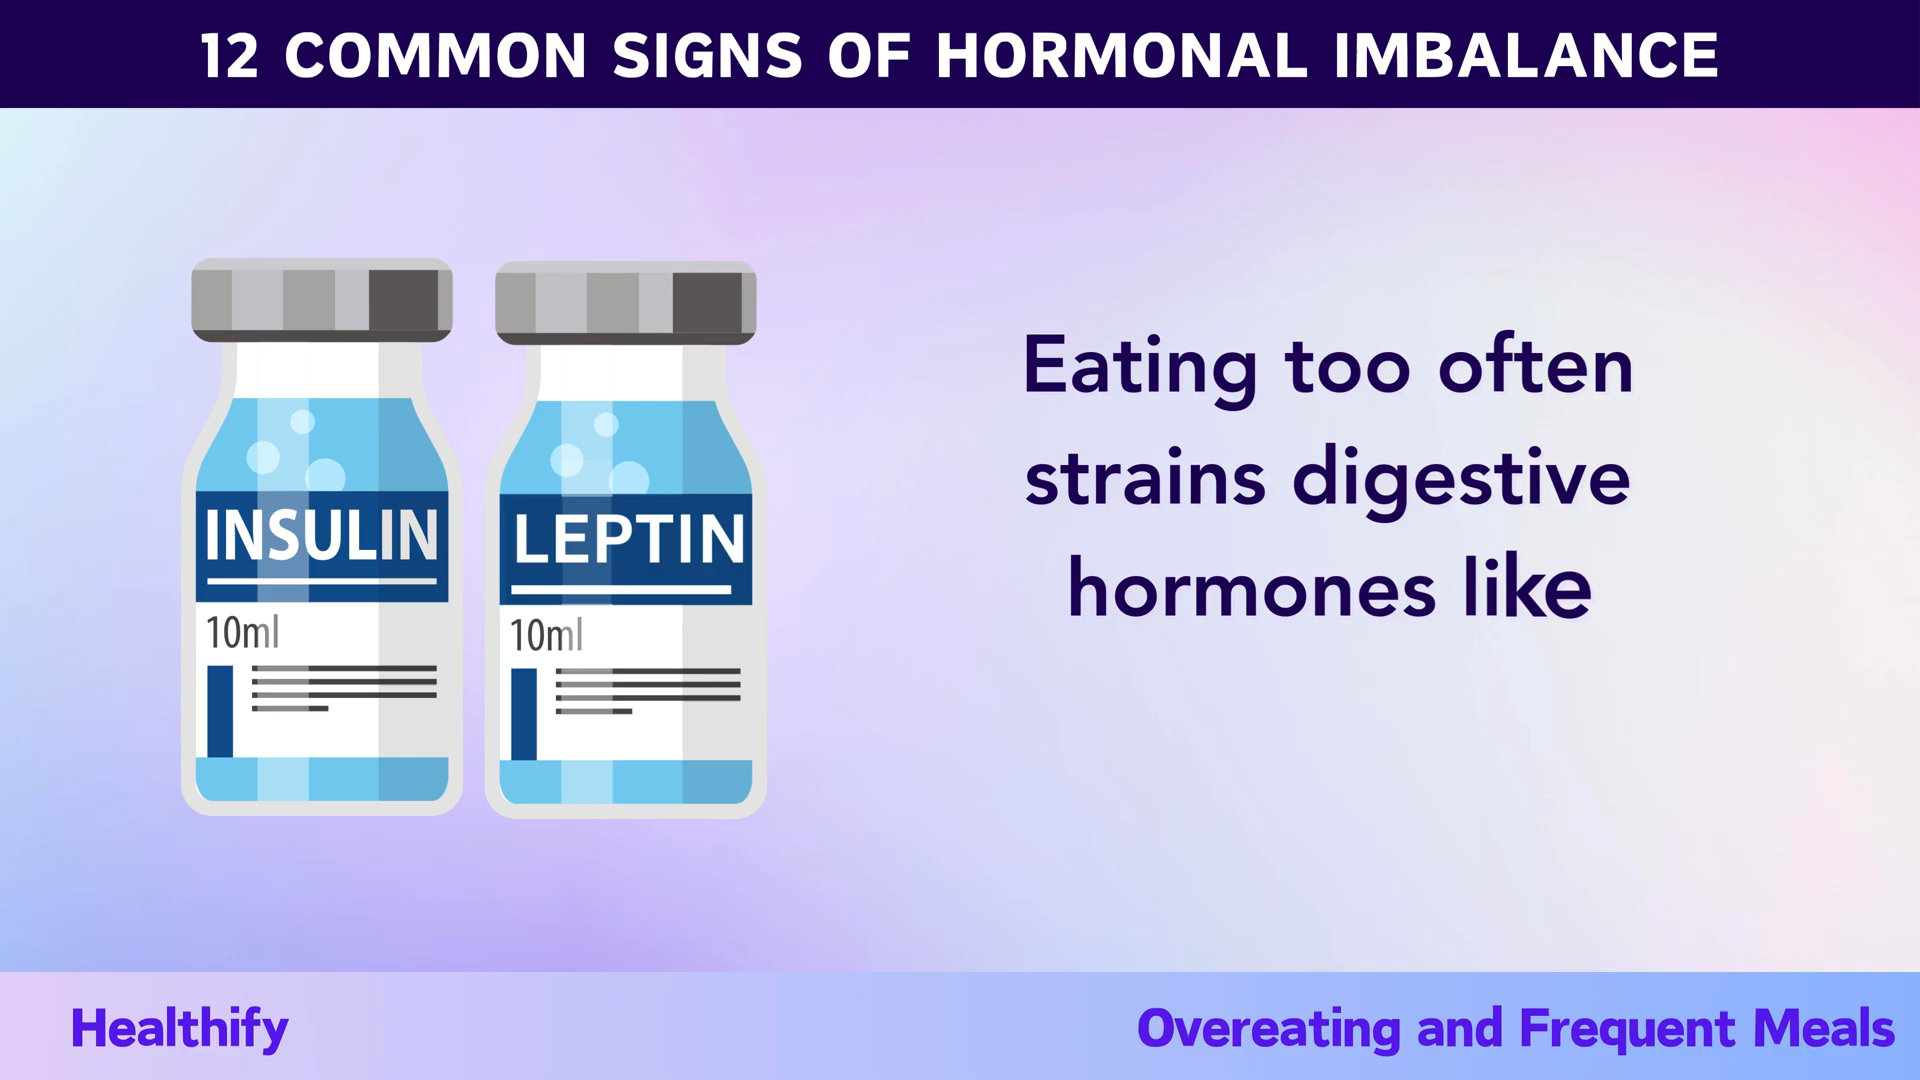 12 COMMON SIGNS OF HORMONAL IMBALANCE
INSULIN
10ml
LEPTIN
10ml
Eating too often
strains digestive
hormones like
Healthify
Overeating and Frequent Meals